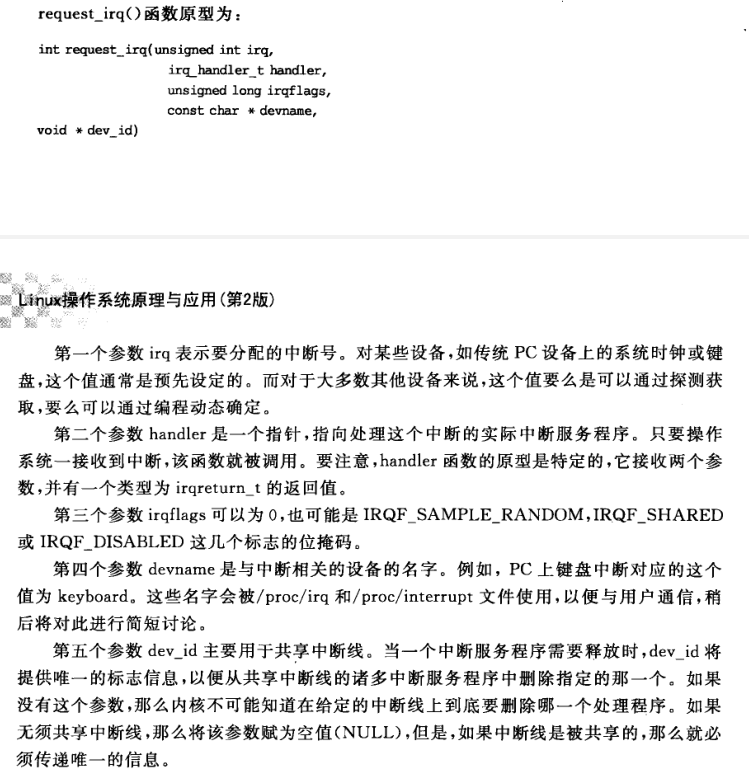 request_irq()函数原型为：
int request_irq(unsigned int irq,
irq_handler_t handler,
unsigned long irqflags,
const char * devname,
void * dev_id)
Linux操作系统原理与应用(第2版)
第一个参数 irq 表示要分配的中断号。对某些设备,如传统 PC 设备上的系统时钟或键
盘,这个值通常是预先设定的。而对于大多数其他设备来说,这个值要么是可以通过探测获
取,要么可以通过编程动态确定。
第二个参数 handler 是一个指针,指向处理这个中断的实际中断服务程序。只要操作
系统一接收到中断,该函数就被调用。要注意,handler 函数的原型是特定的,它接收两个参
数,并有一个类型为 irqreturn_t 的返回值。
第三个参数 irqflags 可以为 0,也可能是 IRQF_SAMPLE_RANDOM,IRQF_SHARED
或 IRQF_DISABLED 这几个标志的位掩码。
第四个参数 devname 是与中断相关的设备的名字。例如, PC 上键盘中断对应的这个
值为 keyboard。这些名字会被/proc/irq 和/proc/interrupt 文件使用,以便与用户通信,稍
后将对此进行简短讨论。
第五个参数 dev_id 主要用于共享中断线。当一个中断服务程序需要释放时,dev_id 将
提供唯一的标志信息,以便从共享中断线的诸多中断服务程序中删除指定的那一个。如果
没有这个参数,那么内核不可能知道在给定的中断线上到底要删除哪一个处理程序。如果
无须共享中断线,那么将该参数赋为空值(NULL),但是,如果中断线是被共享的,那么就必
须传递唯一的信息。